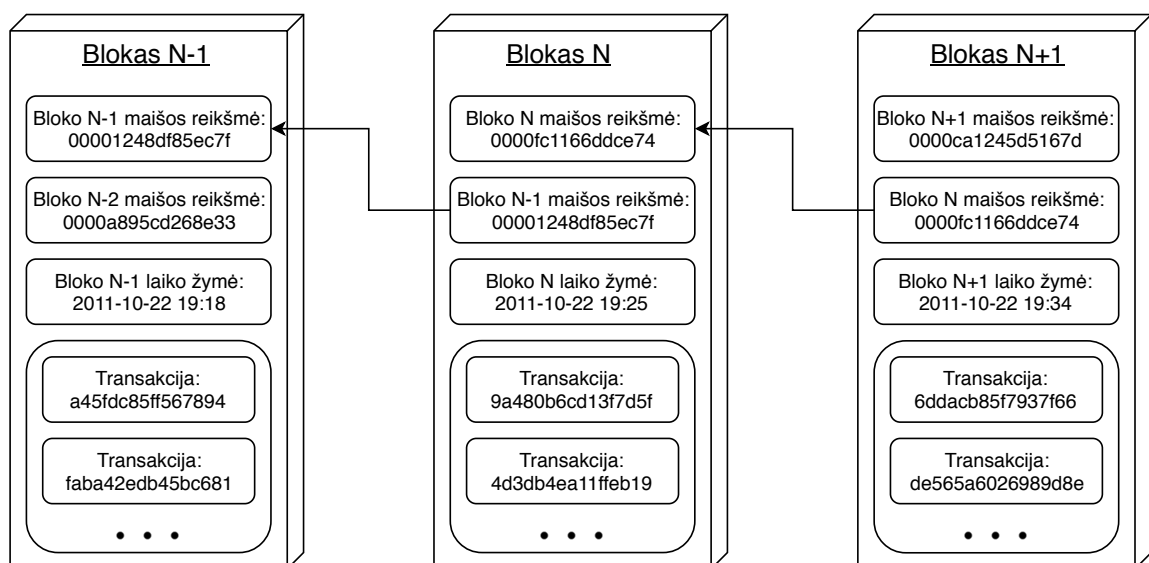 Blokas N-1
Bloko N-1 maišos reikšmė:
00001248df85ec7f
Bloko N-2 maišos reikšmė:
0000a895cd268e33
Bloko N-1 laiko žymė:
2011-10-22 19:18
Transakcija:
a45fdc85ff567894
Transakcija:
faba42edb45bc681
• • •
Blokas N
Bloko N maišos reikšmė:
0000fc1166ddce74
Bloko N-1 maišos reikšmė:
00001248df85ec7f
Bloko N laiko žymė:
2011-10-22 19:25
Transakcija:
9a480b6cd13f7d5f
Transakcija:
4d3db4ea11ffeb19
• • •
Blokas N+1
Bloko N+1 maišos reikšmė:
0000ca1245d5167d
Bloko N maišos reikšmė:
0000fc1166ddce74
Bloko N+1 laiko žymė:
2011-10-22 19:34
Transakcija:
6ddacb85f7937f66
Transakcija:
de565a6026989d8e
• • •